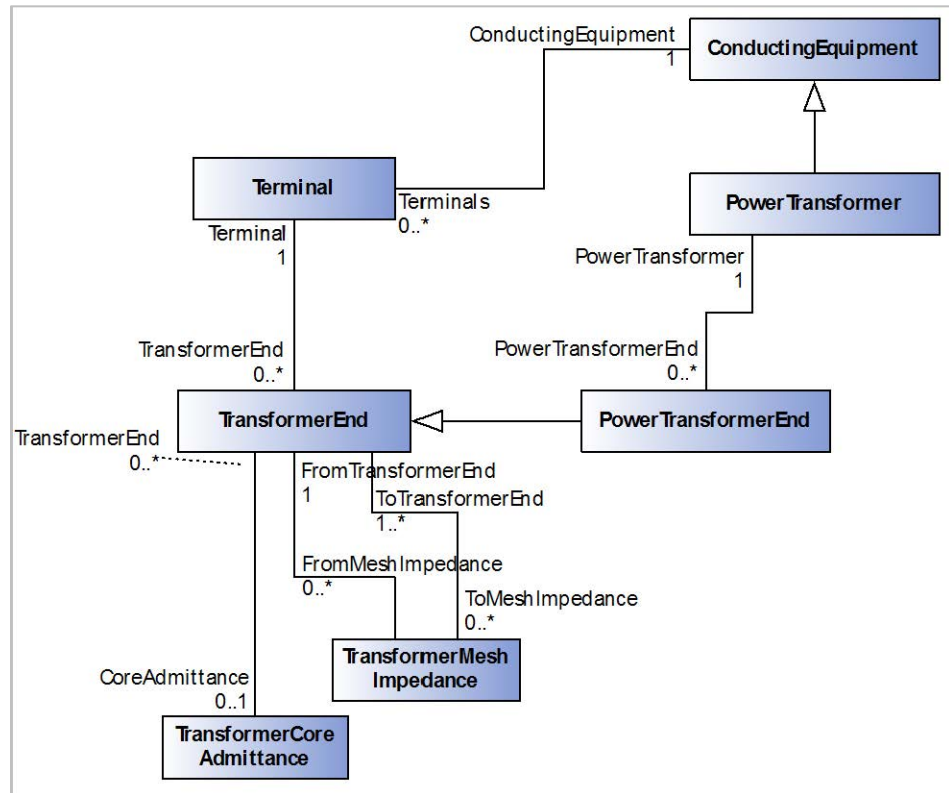 ConductingEquipment
1
ConductingEquipment
Terminal
Terminals
0..*
PowerTransformer
Terminal
1
PowerTransformer
1
TransformerEnd
0..*
PowerTransformerEnd
0..*
TransformerEnd
PowerTransformerEnd
TransformerEnd
0..*
FromTransformerEnd
1
ToTransformerEnd
1..*
FromMeshImpedance
0..*
ToMeshImpedance
0..*
TransformerMesh
Impedance
CoreAdmittance
0..1
TransformerCore
Admittance